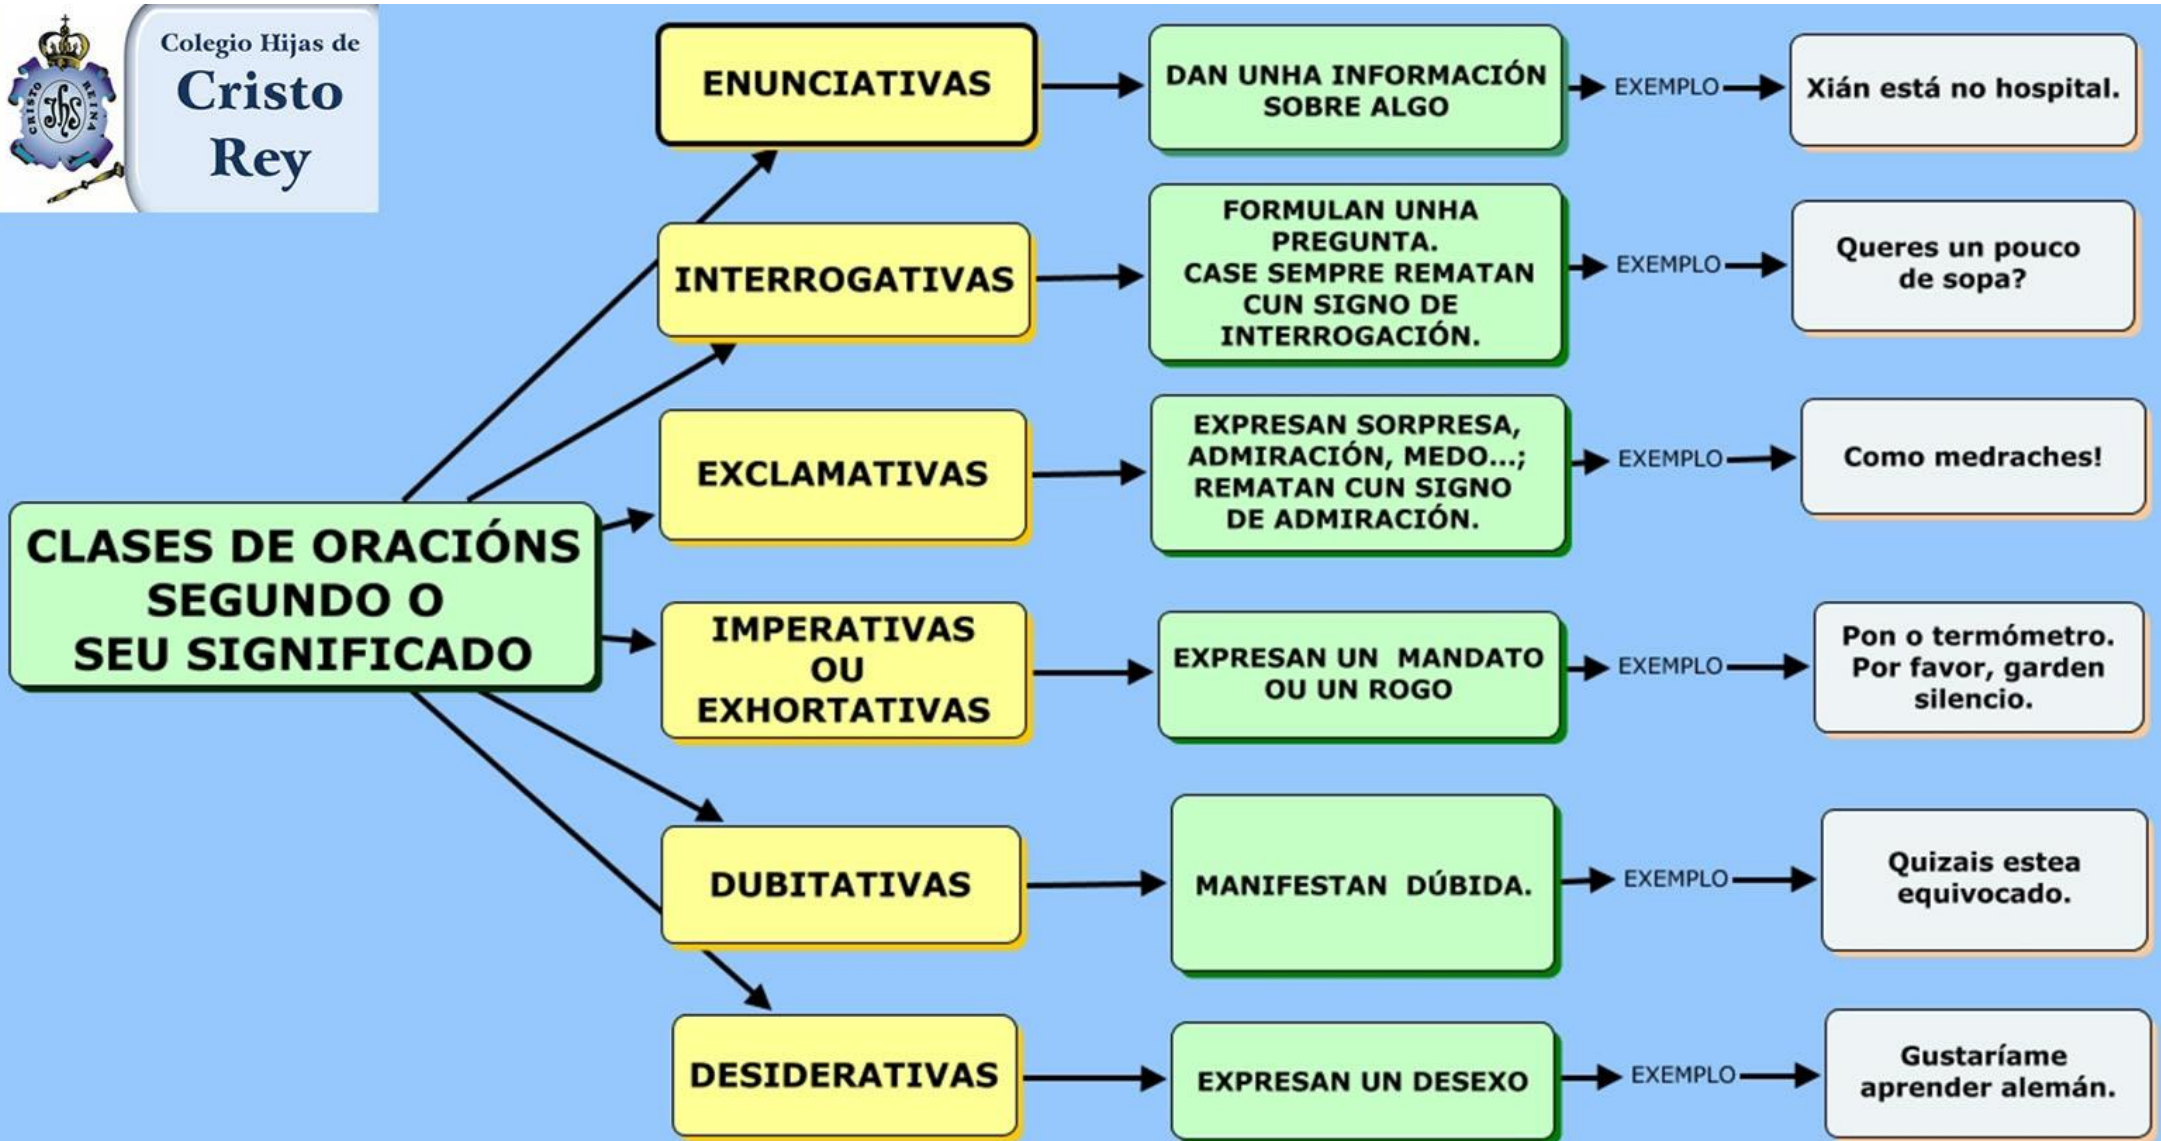 Colegio Hijas de
Cristo
Rey
CRISTO REINA
JHS
CLASES DE ORACIÓNS
SEGUNDO O
SEU SIGNIFICADO
ENUNCIATIVAS
DAN UNHA INFORMACIÓN
SOBRE ALGO
EXEMPLO
Xián está no hospital.
INTERROGATIVAS
FORMULAN UNHA
PREGUNTA.
CASE SEMPRE REMATAN
CUN SIGNO DE
INTERROGACIÓN.
EXEMPLO
Queres un pouco
de sopa?
EXCLAMATIVAS
EXPRESAN SORPRESA,
ADMIRACIÓN, MEDO...;
REMATAN CUN SIGNO
DE ADMIRACIÓN.
EXEMPLO
Como medraches!
IMPERATIVAS
OU
EXHORTATIVAS
EXPRESAN UN MANDATO
OU UN ROGO
EXEMPLO
Pon o termómetro.
Por favor, garden
silencio.
DUBITATIVAS
MANIFESTAN DÚBIDA.
EXEMPLO
Quizais estea
equivocado.
DESIDERATIVAS
EXPRESAN UN DESEXO
EXEMPLO
Gustaríame
aprender alemán.